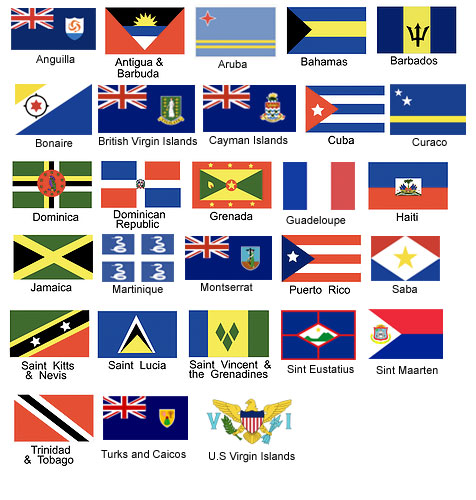 Anguilla
Antigua &
Barbuda
Aruba
Bahamas
Barbados
Bonaire
British Virgin Islands
Cayman Islands
Cuba
Curaco
Dominica
Dominican
Republic
Grenada
Guadeloupe
Haiti
Jamaica
Martinique
Montserrat
Puerto Rico
Saba
Saint Kitts
& Nevis
Saint Lucia
Saint Vincent &
the Grenadines
Sint Eustatius
Sint Maarten
Trinidad
& Tobago
Turks and Caicos
V I
U.S Virgin Islands